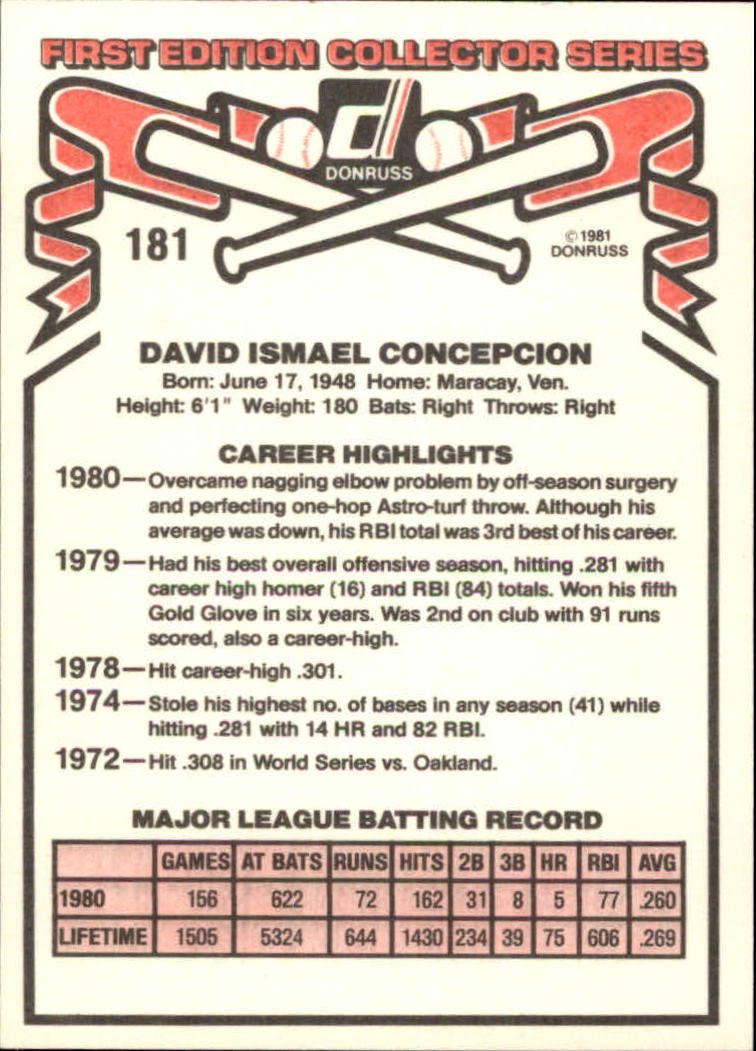 FIRST EDITION COLLECTOR SERIES
d
DONRUSS
181
©1981
DONRUSS
DAVID ISMAEL CONCEPCION
Born: June 17, 1948 Home: Maracay, Ven.
Height: 6'1" Weight: 180 Bats: Right Throws: Right
CAREER HIGHLIGHTS
1980—Overcame nagging elbow problem by off-season surgery
and perfecting one-hop Astro-turf throw. Although his
average was down, his RBI total was 3rd best of his career.
1979—Had his best overall offensive season, hitting .281 with
career high homer (16) and RBI (84) totals. Won his fifth
Gold Glove in six years. Was 2nd on club with 91 runs
scored, also a career-high.
1978—Hit career-high .301.
1974—Stole his highest no. of bases in any season (41) while
hitting .281 with 14 HR and 82 RBI.
1972—Hit .308 in World Series vs. Oakland.
MAJOR LEAGUE BATTING RECORD
GAMES AT BATS RUNS HITS 2B 3B HR RBI AVG
1980 156 622 72 162 31 8 5 77 .260
LIFETIME 1505 5324 644 1430 234 39 75 606 .269